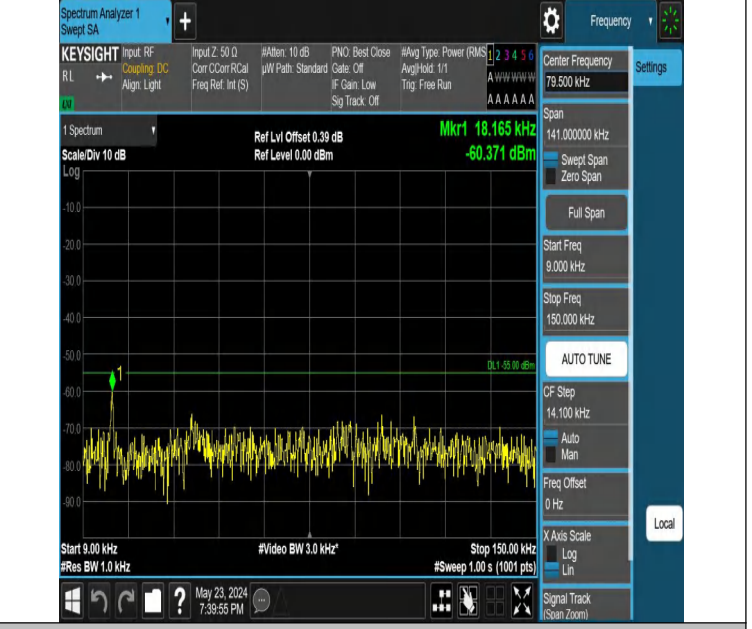 Spectrum Analyzer 1
Swept SA
+
Frequency
KEYSIGHT
RL
LXI
Input: RF
Coupling: DC
Align: Light
Input Z: 50 Ω
Corr CCorr RCal
Freq Ref: Int (S)
#Atten: 10 dB
µW Path: Standard
PNO: Best Close
Gate: Off
IF Gain: Low
Sig Track: Off
#Avg Type: Power (RMS
Avg|Hold: 1/1
Trig: Free Run
1 2 3 4 5 6
A W W W W W
A A A A A A
1 Spectrum
Scale/Div 10 dB
Log
Ref Lvl Offset 0.39 dB
Ref Level 0.00 dBm
Mkr1 18.165 kHz
-60.371 dBm
-10.0
-20.0
-30.0
-40.0
-50.0
-60.0
-70.0
-80.0
-90.0
DL1 -55.00 dBm
1
Start 9.00 kHz
#Res BW 1.0 kHz
#Video BW 3.0 kHz*
Stop 150.00 kHz
#Sweep 1.00 s (1001 pts)
?
May 23, 2024
7:39:55 PM
Center Frequency
79.500 kHz
Span
141.000000 kHz
Swept Span
Zero Span
Full Span
Start Freq
9.000 kHz
Stop Freq
150.000 kHz
AUTO TUNE
CF Step
14.100 kHz
Auto
Man
Freq Offset
0 Hz
X Axis Scale
Log
Lin
Signal Track
(Span Zoom)
Settings
Local